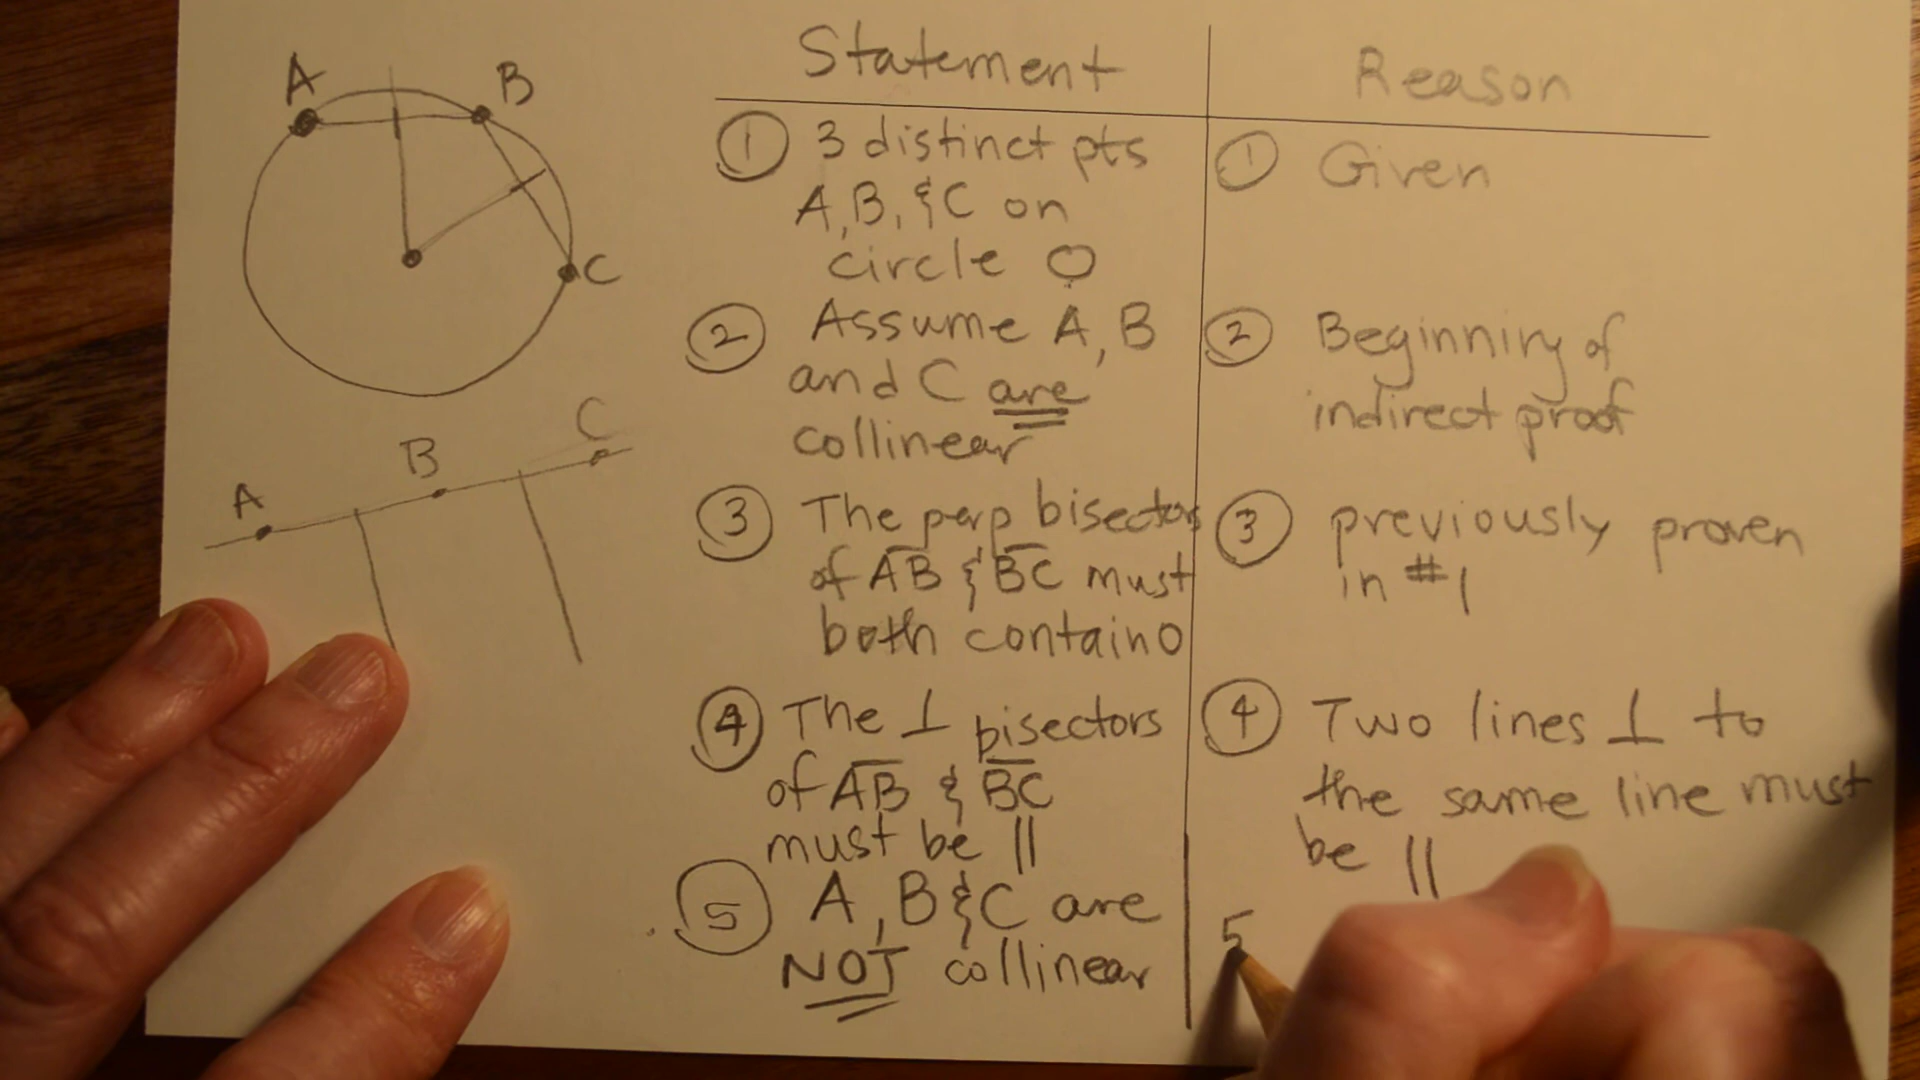 A
B
C
A
B
C
Statement
Reason
① 3 distinct pts
A, B, & C on
circle O
① Given
② Assume A, B
and C are
collinear
② Beginning of
indirect proof
③ The perp bisectors
of AB & BC must
both contain O
③ previously proven
in #1
④ The ⊥ bisectors
of AB & BC
must be ||
④ Two lines ⊥ to
the same line must
be ||
⑤ A, B & C are
NOT collinear
5